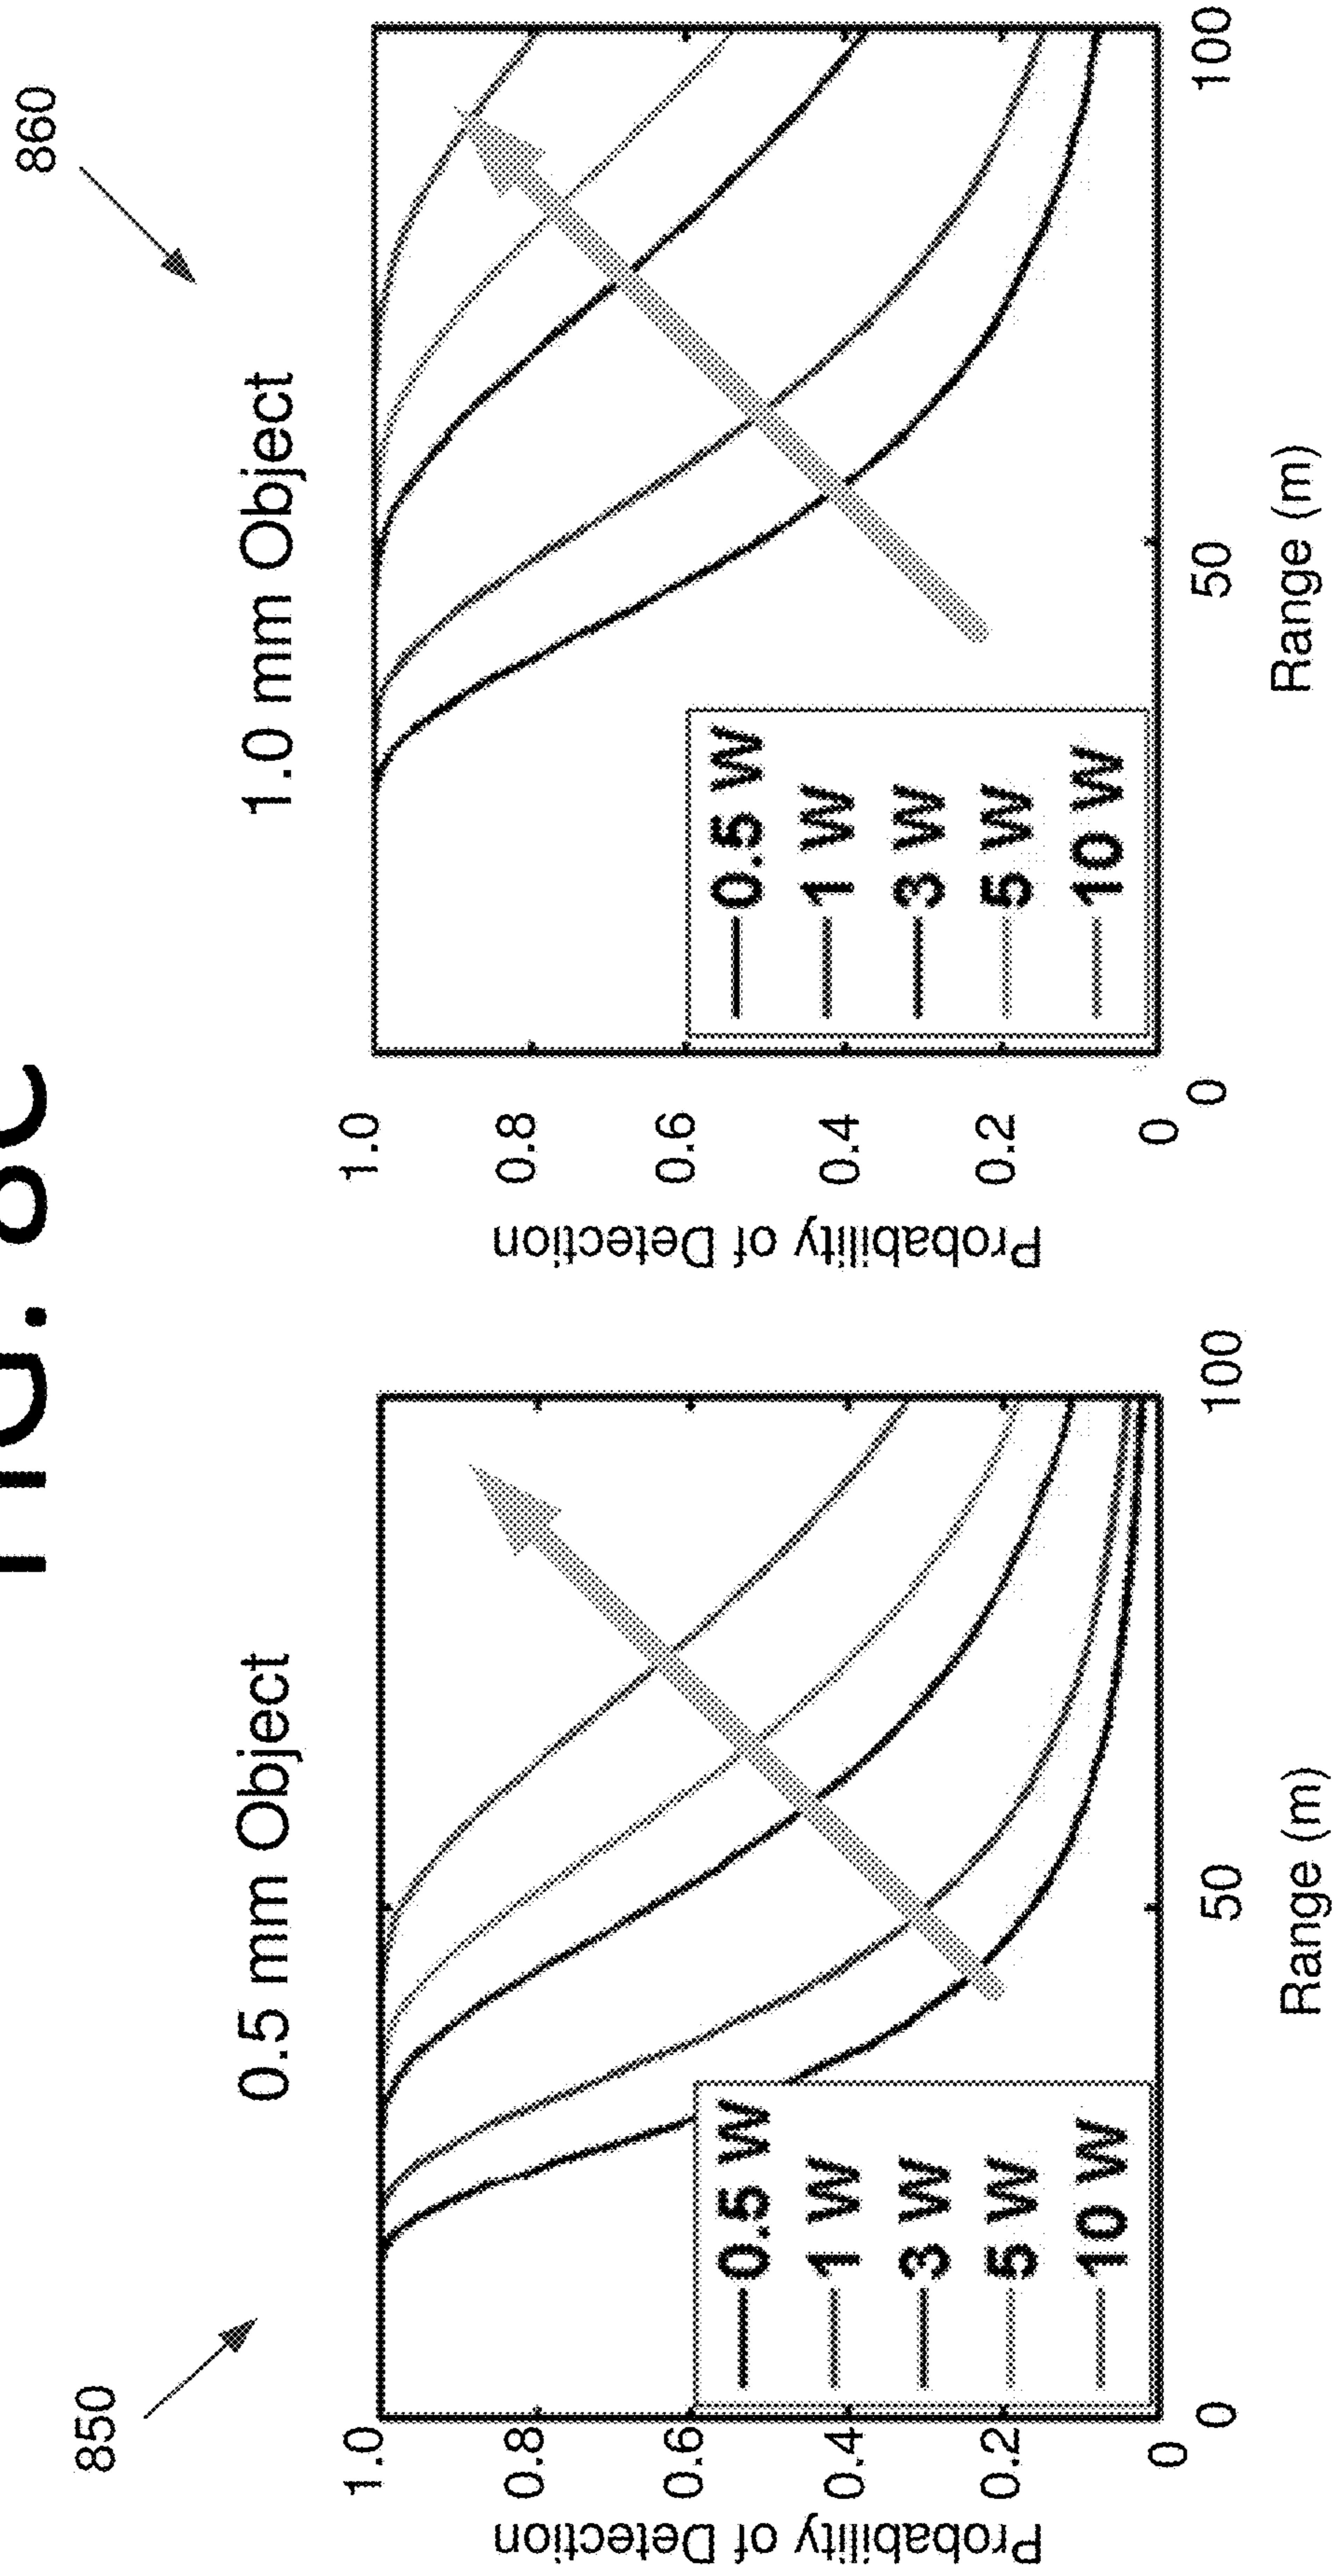 FIG. 8C
850
0.5 mm Object
Probability of Detection
1.0
0.8
0.6
0.4
0.2
0
0.5 W
1 W
3 W
5 W
10 W
0
50
100
Range (m)
860
1.0 mm Object
Probability of Detection
1.0
0.8
0.6
0.4
0.2
0
0.5 W
1 W
3 W
5 W
10 W
0
50
100
Range (m)